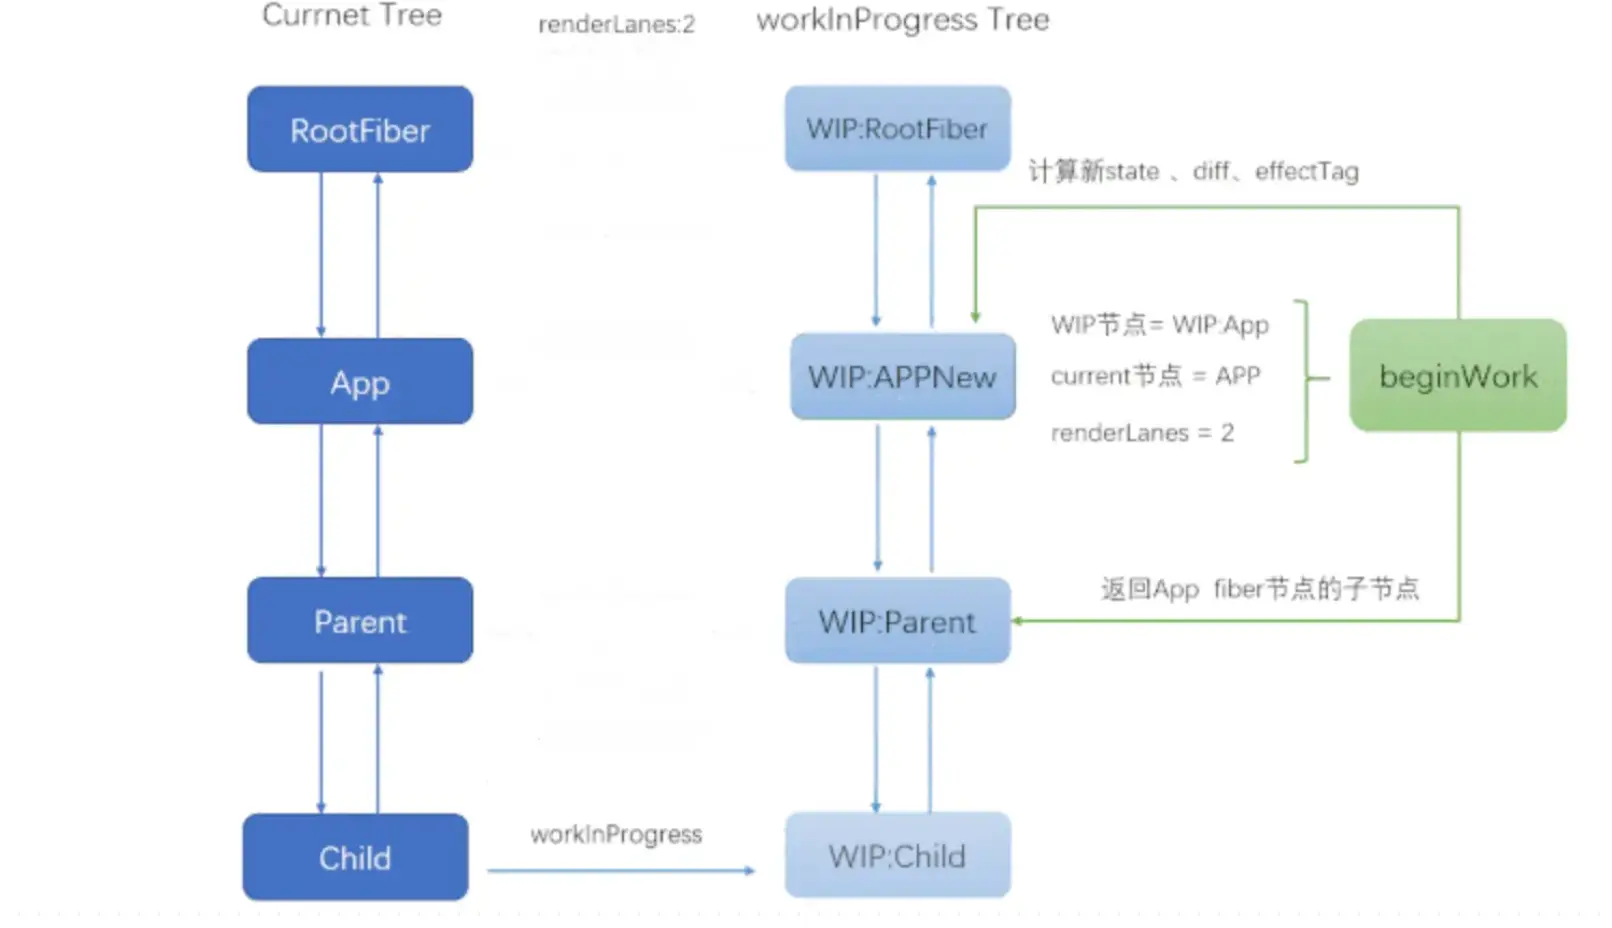 Currnet Tree
renderLanes:2
workInProgress Tree
RootFiber
WIP:RootFiber
计算新state 、diff、effectTag
App
WIP:APPNew
WIP节点= WIP:App
current节点 = APP
renderLanes = 2
beginWork
返回App fiber节点的子节点
Parent
WIP:Parent
workInProgress
Child
WIP:Child